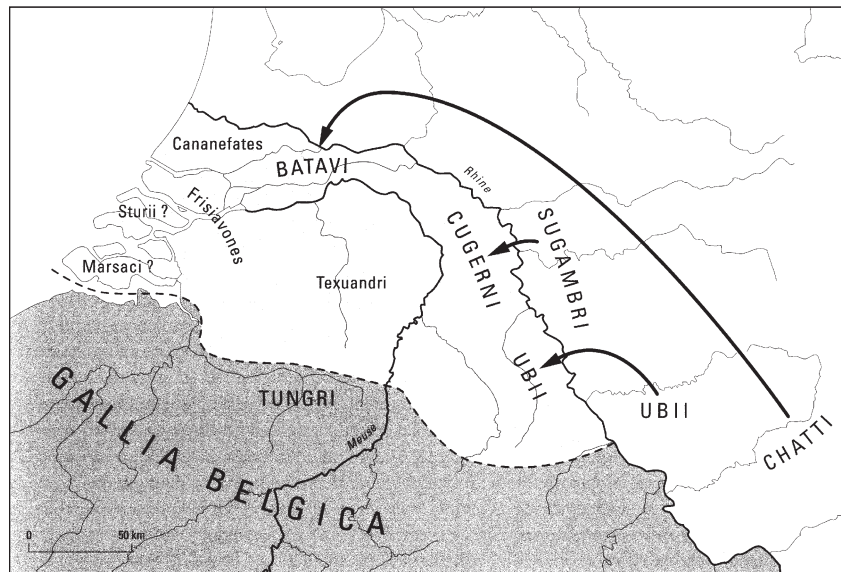 Cananefates
BATAVI
Rhine
Frisiavones
Sturii ?
CUGERNI
SUGAMBRI
Marsaci ?
Texuandri
UBII
UBII
CHATTI
TUNGRI
Meuse
GALLIA BELGICA
0 50 km